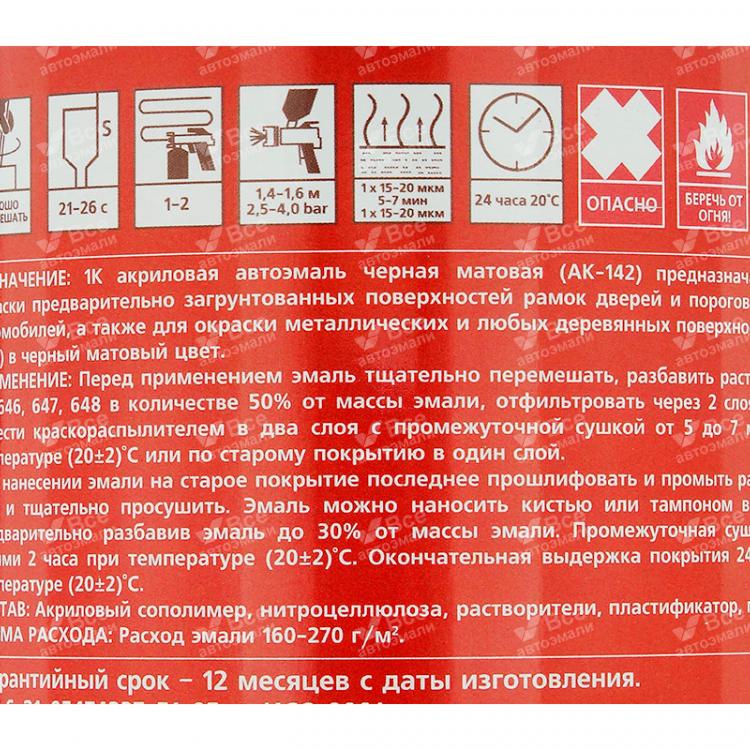 S
ОШО
ЕШАТЬ
21–26 с
1–2
1,4–1,6 м
2,5–4,0 bar
1 x 15–20 мкм
5–7 мин
1 x 15–20 мкм
24 часа 20˚С
ОПАСНО
БЕРЕЧЬ ОТ
ОГНЯ!
НАЧЕНИЕ: 1К акриловая автоэмаль черная матовая (АК-142) предназнач
аски предварительно загрунтованных поверхностей рамок дверей и порогов
омобилей, а также для окраски металлических и любых деревянных поверхно
) в черный матовый цвет.
МЕНЕНИЕ: Перед применением эмаль тщательно перемешать, разбавить раст
646, 647, 648 в количестве 50% от массы эмали, отфильтровать через 2 слоя
ести краскораспылителем в два слоя с промежуточной сушкой от 5 до 7 м
пературе (20±2)˚С или по старому покрытию в один слой.
нанесении эмали на старое покрытие последнее прошлифовать и промыть ра
и тщательно просушить. Эмаль можно наносить кистью или тампоном
дварительно разбавив эмаль до 30% от массы эмали. Промежуточная суш
ми 2 часа при температуре (20±2)˚С. Окончательная выдержка покрытия 24
пературе (20±2)˚С.
ТАВ: Акриловый сополимер, нитроцеллюлоза, растворители, пластификатор,
МА РАСХОДА: Расход эмали 160–270 г/м².
рантийный срок – 12 месяцев с даты изготовления.
Все автоэмали